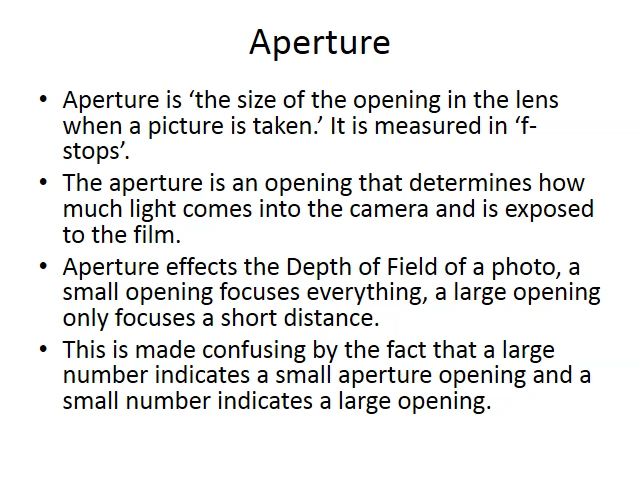 Aperture
• Aperture is ‘the size of the opening in the lens
when a picture is taken.’ It is measured in ‘f-
stops’.
• The aperture is an opening that determines how
much light comes into the camera and is exposed
to the film.
• Aperture effects the Depth of Field of a photo, a
small opening focuses everything, a large opening
only focuses a short distance.
• This is made confusing by the fact that a large
number indicates a small aperture opening and a
small number indicates a large opening.